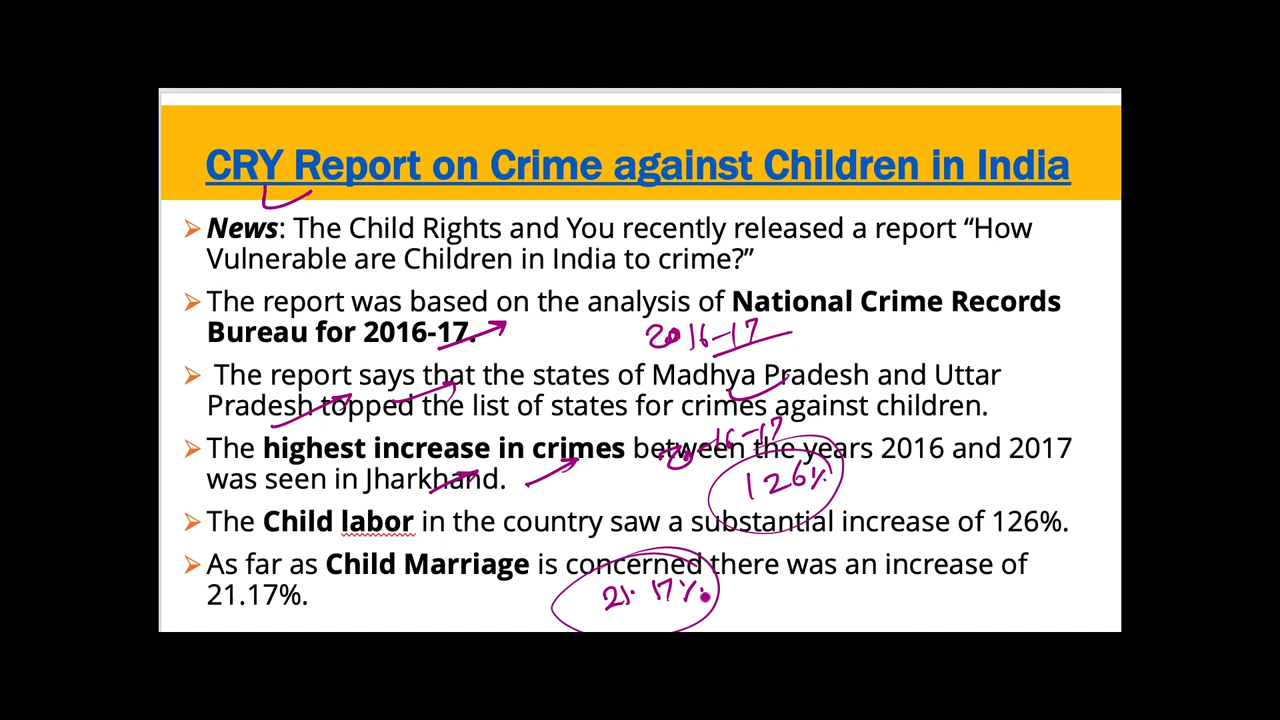 CRY Report on Crime against Children in India
➢ News: The Child Rights and You recently released a report “How
Vulnerable are Children in India to crime?”
➢ The report was based on the analysis of National Crime Records
Bureau for 2016-17.
2016-17
➢ The report says that the states of Madhya Pradesh and Uttar
Pradesh topped the list of states for crimes against children.
➢ The highest increase in crimes between the years 2016 and 2017
was seen in Jharkhand.
16-17
126%
➢ The Child labor in the country saw a substantial increase of 126%.
➢ As far as Child Marriage is concerned there was an increase of
21.17%.
21.17%